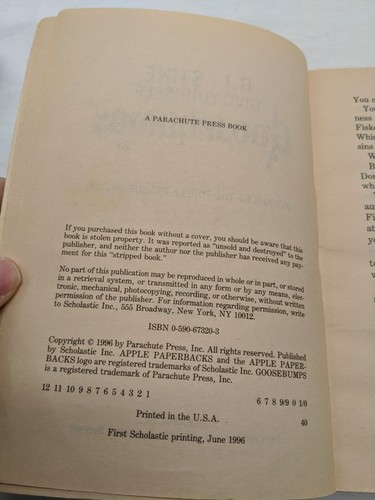 A PARACHUTE PRESS BOOK
If you purchased this book without a cover, you should be aware that this
book is stolen property. It was reported as "unsold and destroyed" to the
publisher, and neither the author nor the publisher has received any pay-
ment for this "stripped book."
No part of this publication may be reproduced in whole or in part, or stored
in a retrieval system, or transmitted in any form or by any means, elec-
tronic, mechanical, photocopying, recording, or otherwise, without written
permission of the publisher. For information regarding permission, write
to Scholastic Inc., 555 Broadway, New York, NY 10012.
ISBN 0-590-67320-3
Copyright © 1996 by Parachute Press, Inc. All rights reserved. Published
by Scholastic Inc. APPLE PAPERBACKS and the APPLE PAPER-
BACKS logo are registered trademarks of Scholastic Inc. GOOSEBUMPS
is a registered trademark of Parachute Press, Inc.
12 11 10 9 8 7 6 5 4 3 2 1 6 7 8 9/9 0 1/0
Printed in the U.S.A. 40
First Scholastic printing, June 1996
You
ness
Which